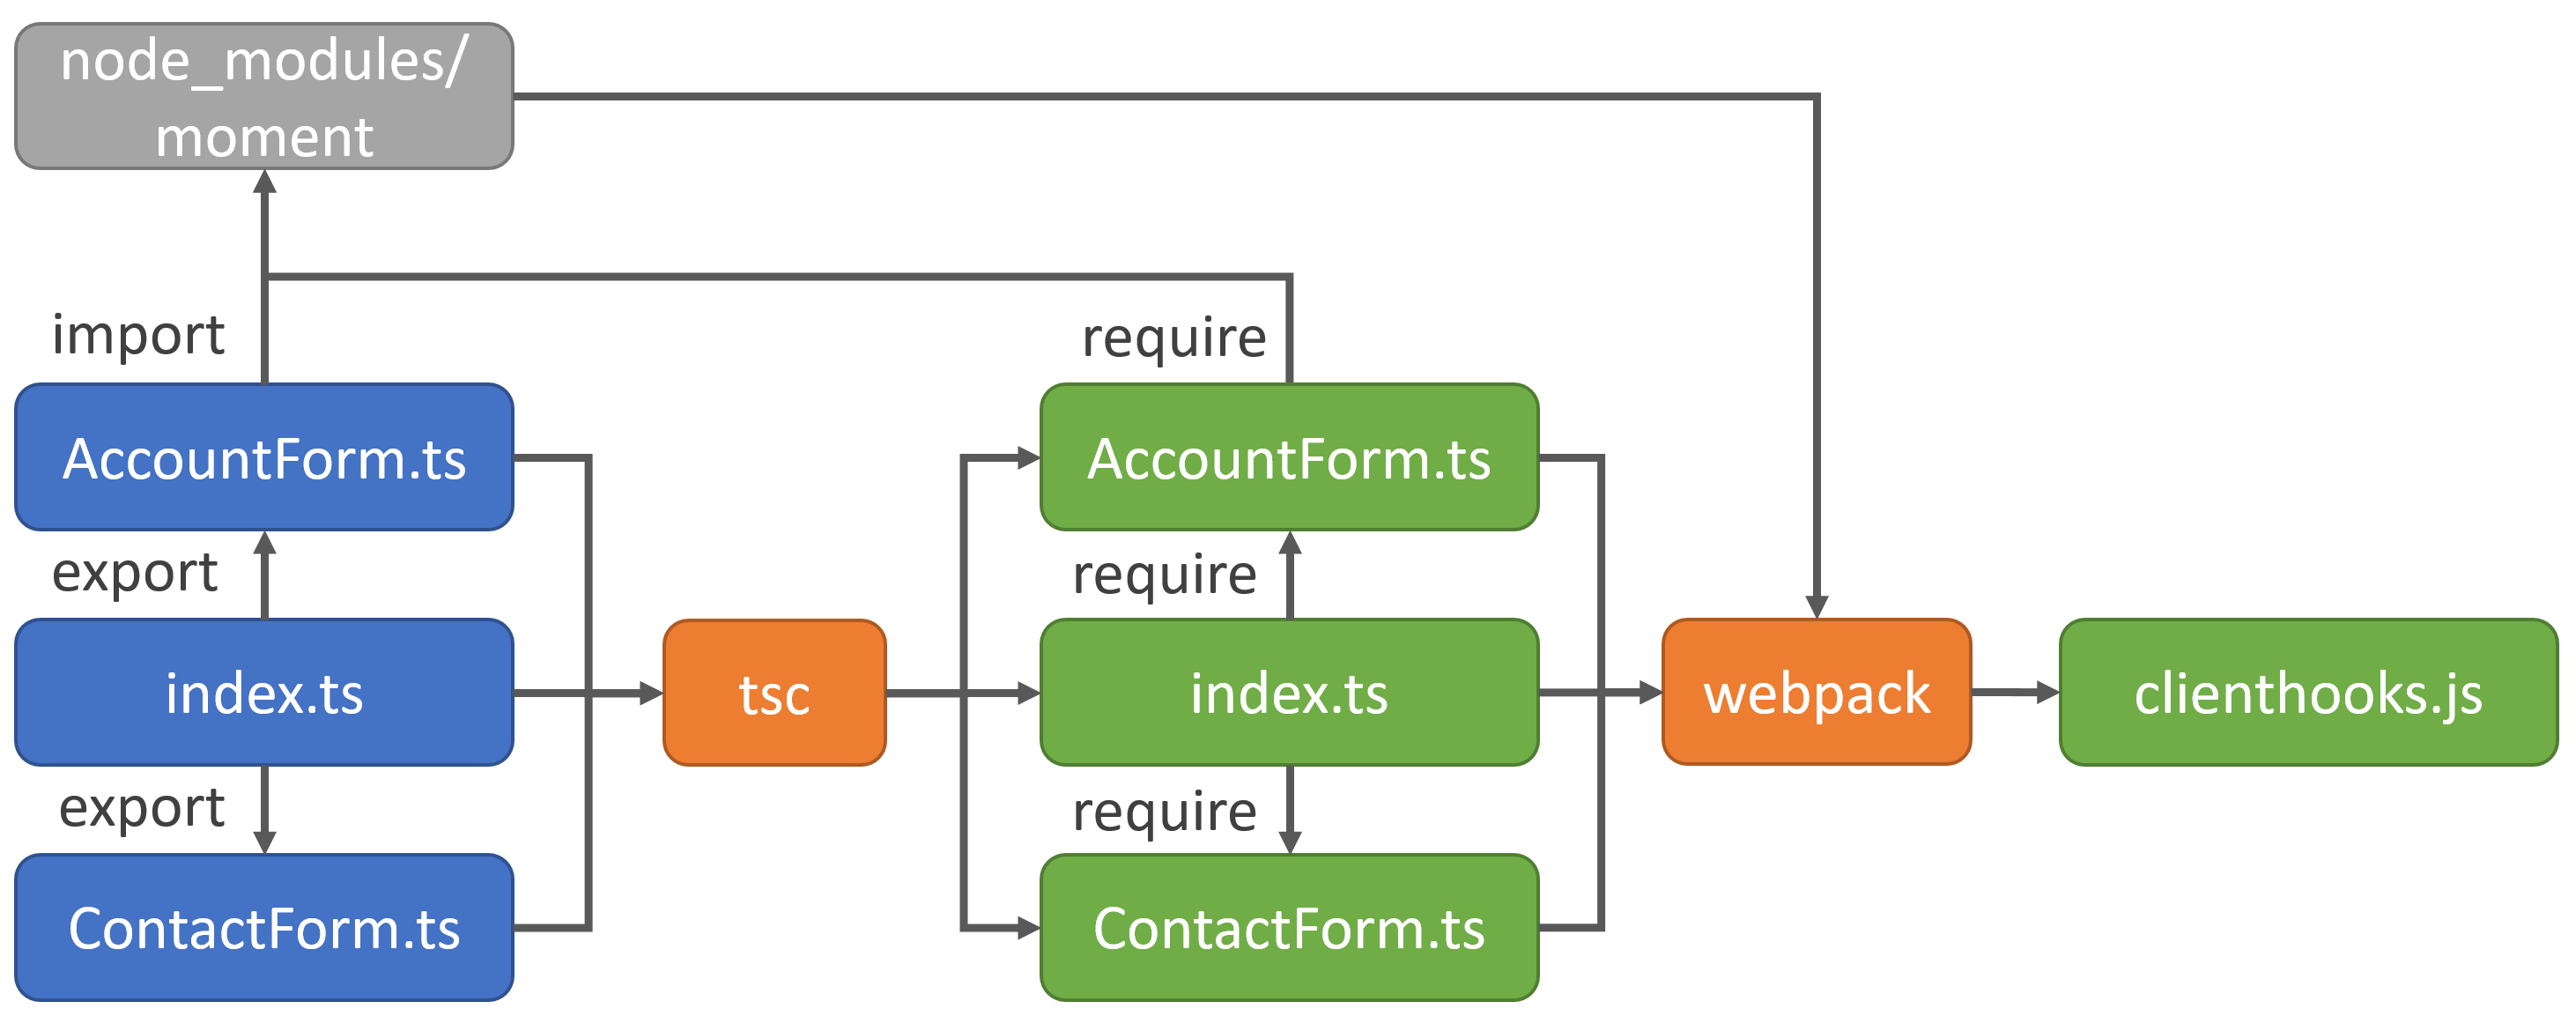 node_modules/
moment
import
require
AccountForm.ts
AccountForm.ts
export
require
index.ts
tsc
index.ts
webpack
clienthooks.js
export
require
ContactForm.ts
ContactForm.ts